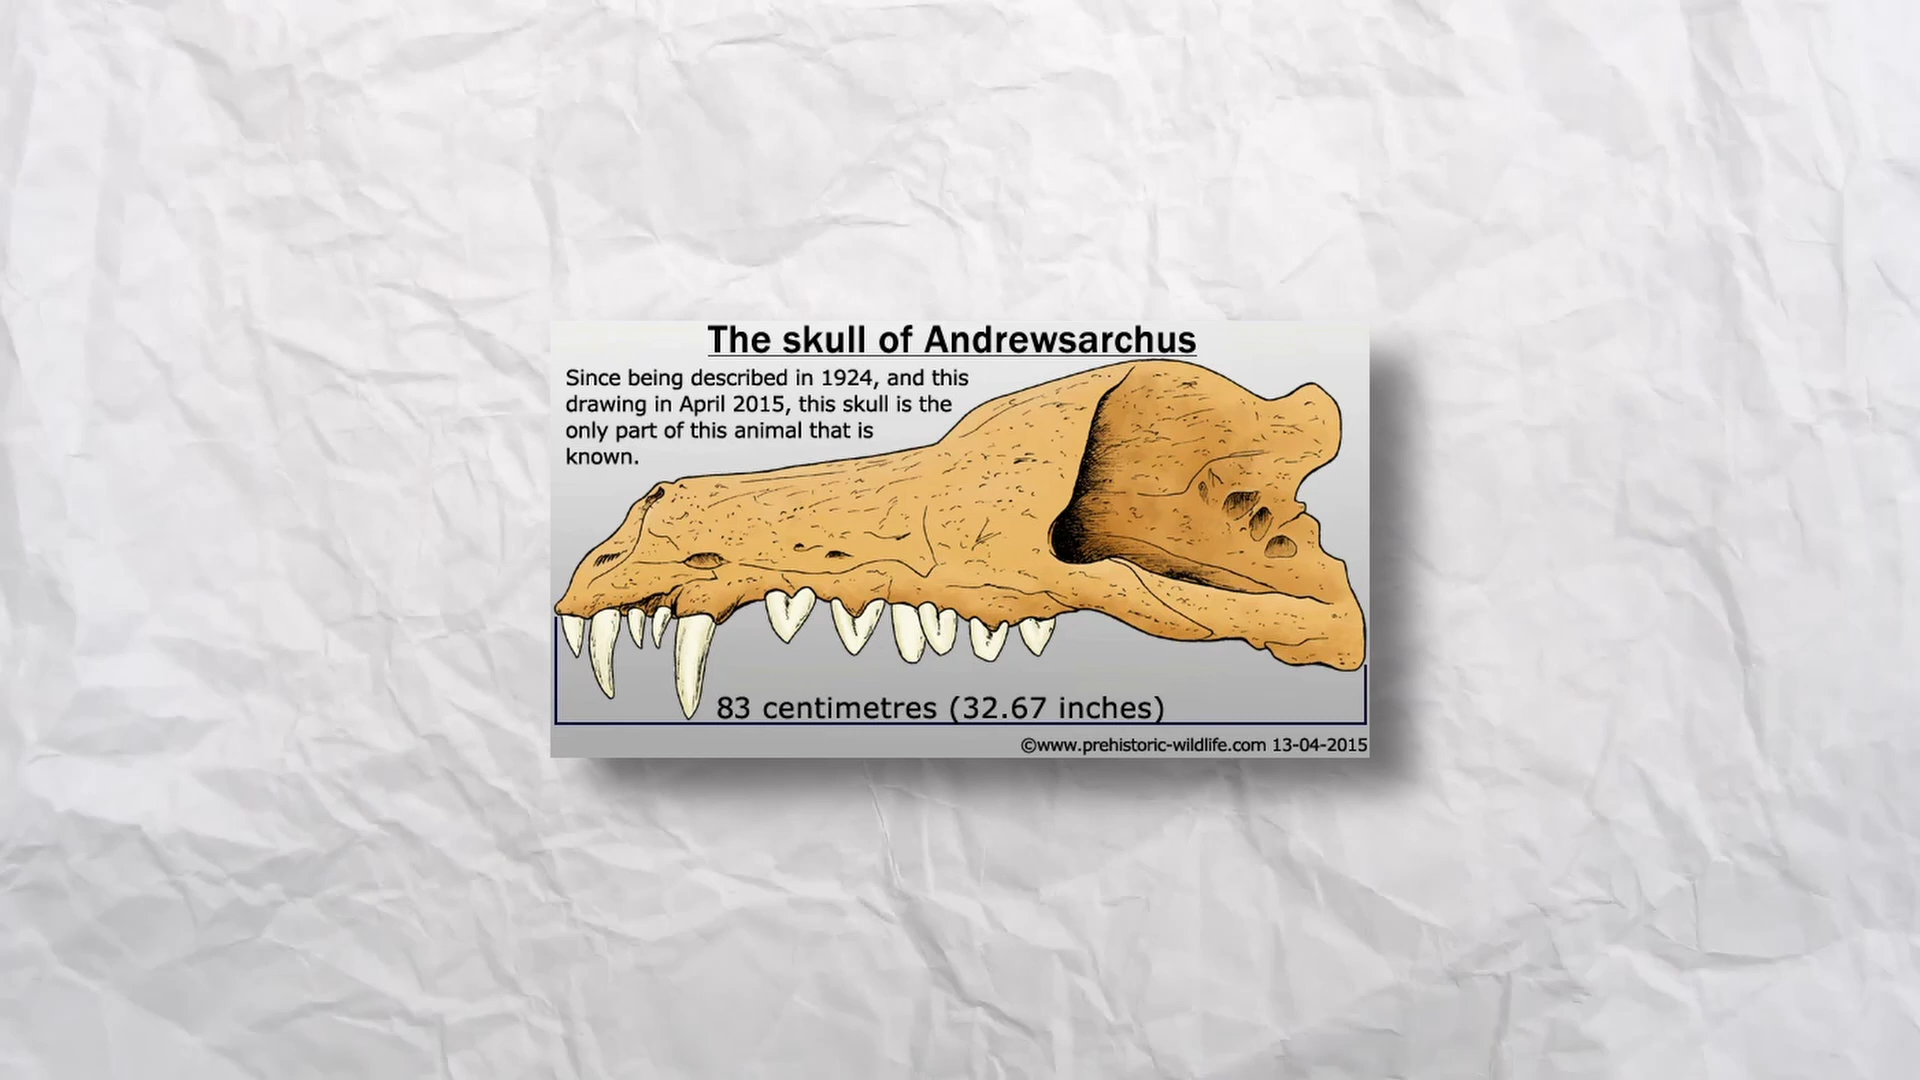 The skull of Andrewsarchus
Since being described in 1924, and this
drawing in April 2015, this skull is the
only part of this animal that is
known.
83 centimetres (32.67 inches)
©www.prehistoric-wildlife.com 13-04-2015